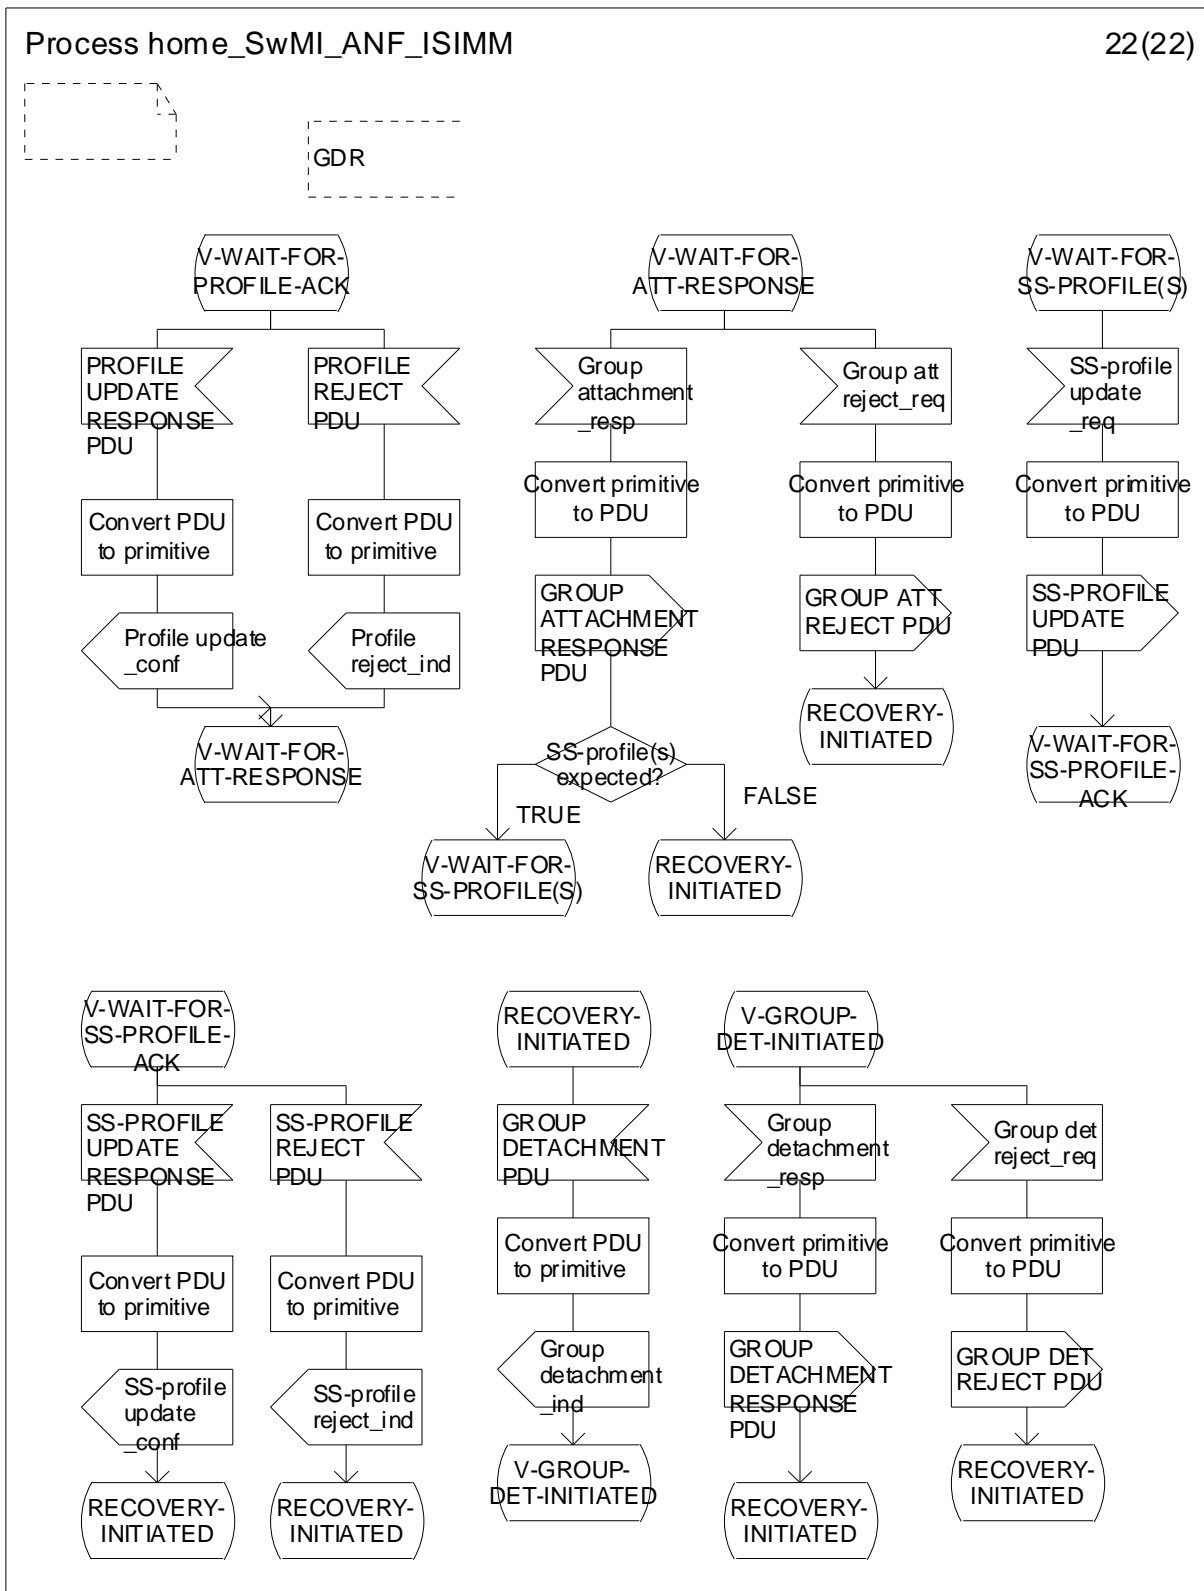 Process home_SwMI_ANF_ISIMM
22(22)
GDR
V-WAIT-FOR-
PROFILE-ACK
V-WAIT-FOR-
ATT-RESPONSE
V-WAIT-FOR-
SS-PROFILE(S)
PROFILE
UPDATE
RESPONSE
PDU
PROFILE
REJECT
PDU
Group
attachment
_resp
Group att
reject_req
SS-profile
update
_req
Convert PDU
to primitive
Convert PDU
to primitive
Convert primitive
to PDU
Convert primitive
to PDU
Convert primitive
to PDU
Profile update
_conf
Profile
reject_ind
GROUP
ATTACHMENT
RESPONSE
PDU
GROUP ATT
REJECT PDU
SS-PROFILE
UPDATE
PDU
V-WAIT-FOR-
ATT-RESPONSE
SS-profile(s)
expected?
RECOVERY-
INITIATED
V-WAIT-FOR-
SS-PROFILE-
ACK
TRUE
FALSE
V-WAIT-FOR-
SS-PROFILE(S)
RECOVERY-
INITIATED
V-WAIT-FOR-
SS-PROFILE-
ACK
RECOVERY-
INITIATED
V-GROUP-
DET-INITIATED
SS-PROFILE
UPDATE
RESPONSE
PDU
SS-PROFILE
REJECT
PDU
GROUP
DETACHMENT
PDU
Group
detachment
_resp
Group det
reject_req
Convert PDU
to primitive
Convert PDU
to primitive
Convert PDU
to primitive
Convert primitive
to PDU
Convert primitive
to PDU
SS-profile
update
_conf
SS-profile
reject_ind
Group
detachment
_ind
GROUP
DETACHMENT
RESPONSE
PDU
GROUP DET
REJECT PDU
RECOVERY-
INITIATED
RECOVERY-
INITIATED
V-GROUP-
DET-INITIATED
RECOVERY-
INITIATED
RECOVERY-
INITIATED